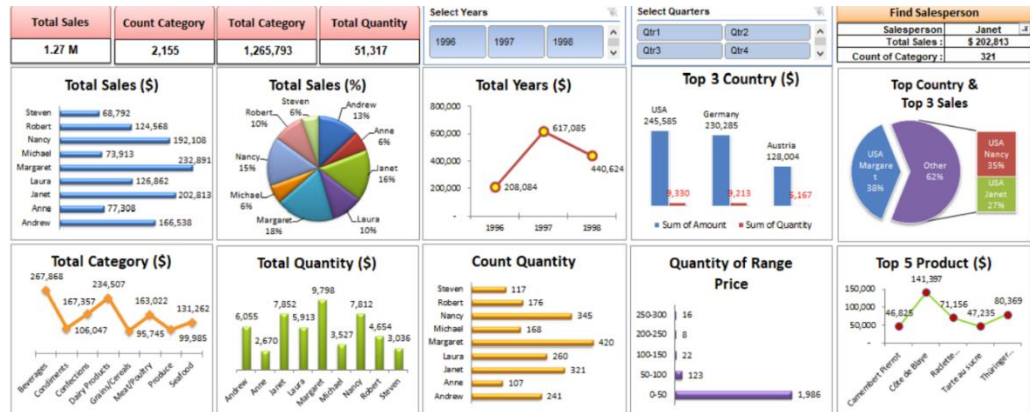 Total Sales
1.27 M
Count Category
2,155
Total Category
1,265,793
Total Quantity
51,317
Select Years
1996
1997
1998
Select Quarters
Qtr1
Qtr2
Qtr3
Qtr4
Find Salesperson
Salesperson Janet
Total Sales : $ 202,813
Count of Category : 321
Total Sales ($)
Steven 68,792
Robert 124,568
Nancy 192,108
Michael 73,913
Margaret 232,891
Laura 126,862
Janet 202,813
Anne 77,308
Andrew 166,538
Total Sales (%)
Steven
6%
Andrew
13%
Robert
10%
Anne
6%
Nancy
15%
Janet
16%
Michael
6%
Margaret
18%
Laura
10%
Total Years ($)
800,000
600,000
400,000
200,000
-
208,084
617,085
440,624
1996
1997
1998
Top 3 Country ($)
USA
245,585
Germany
230,285
Austria
128,004
9,330
9,213
5,167
Sum of Amount
Sum of Quantity
Top Country &
Top 3 Sales
USA
Margare
t
38%
Other
62%
USA
Nancy
35%
USA
Janet
27%
Total Category ($)
267,868
106,047
167,357
234,507
95,745
163,022
99,985
131,262
Beverages
Condiments
Confections
Dairy Products
Grains/Cereals
Meat/Poultry
Produce
Seafood
Total Quantity ($)
6,055
2,670
7,852
5,913
9,798
3,527
7,812
4,654
3,036
Andrew
Anne
Janet
Laura
Margaret
Michael
Nancy
Robert
Steven
Count Quantity
Steven 117
Robert 176
Nancy 345
Michael 168
Margaret 420
Laura 260
Janet 321
Anne 107
Andrew 241
Quantity of Range
Price
250-300 16
200-250 8
100-150 22
50-100 123
0-50 1,986
Top 5 Product ($)
150,000
100,000
50,000
-
46,825
141,397
71,156
47,235
80,369
Camembert Pierrot
Côte de Blaye
Raclette...
Tarte au sucre
Thüringer...